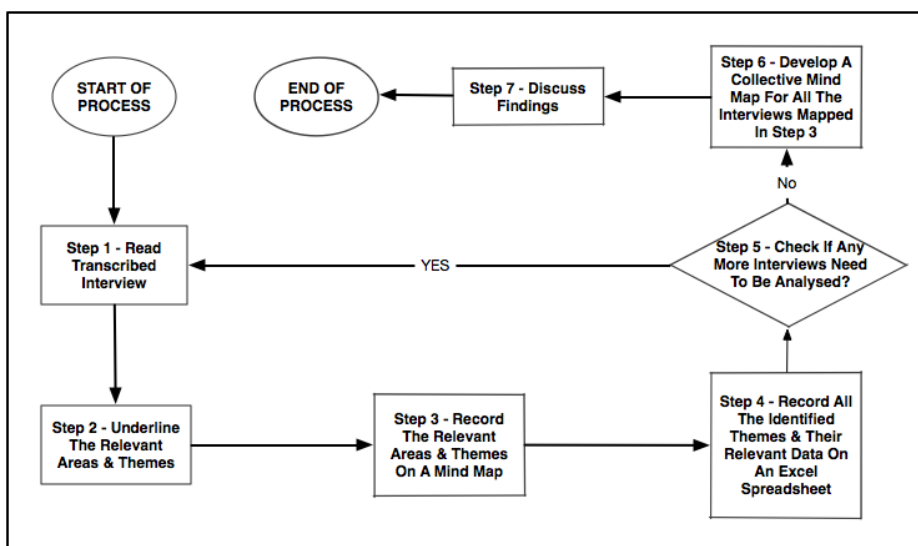 START OF
PROCESS
END OF
PROCESS
Step 7 - Discuss
Findings
Step 6 - Develop A
Collective Mind
Map For All The
Interviews Mapped
In Step 3
No
Step 1 - Read
Transcribed
Interview
YES
Step 5 - Check If Any
More Interviews Need
To Be Analysed?
Step 2 - Underline
The Relevant
Areas & Themes
Step 3 - Record
The Relevant
Areas & Themes
On A Mind Map
Step 4 - Record All
The Identified
Themes & Their
Relevant Data On
An Excel
Spreadsheet